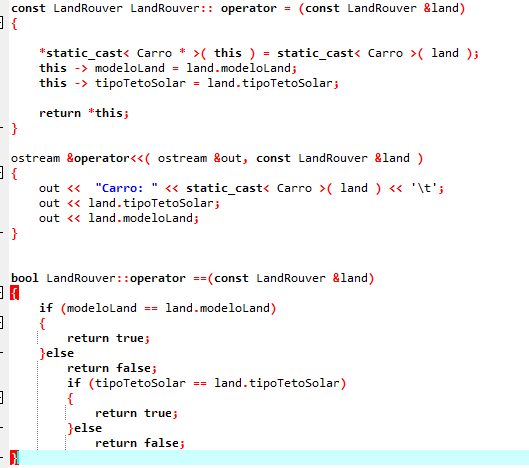 const LandRouver LandRouver:: operator = (const LandRouver &land)
{
*static_cast< Carro * >( this ) = static_cast< Carro >( land );
this -> modeloLand = land.modeloLand;
this -> tipoTetoSolar = land.tipoTetoSolar;
return *this;
}
ostream &operator<<( ostream &out, const LandRouver &land )
{
out <<  "Carro: " << static_cast< Carro >( land ) << '\t';
out << land.tipoTetoSolar;
out << land.modeloLand;
}
bool LandRouver::operator ==(const LandRouver &land)
{
if (modeloLand == land.modeloLand)
{
return true;
}else
return false;
if (tipoTetoSolar == land.tipoTetoSolar)
{
return true;
}else
return false;
}